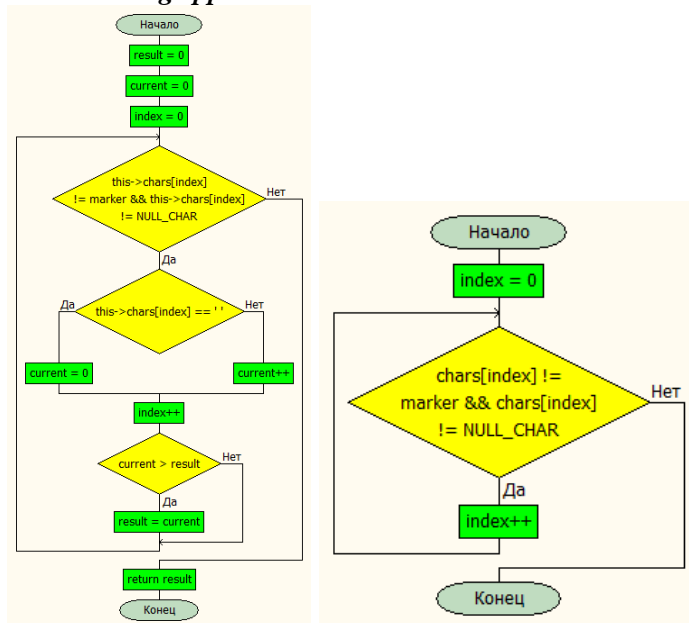 Начало
result = 0
current = 0
index = 0
this->chars[index]
!= marker && this->chars[index]
!= NULL_CHAR
Нет
Да
Да
this->chars[index] == ' '
Нет
current = 0
current++
index++
current > result
Нет
Да
result = current
return result
Конец
Начало
index = 0
chars[index] !=
marker && chars[index]
!= NULL_CHAR
Нет
Да
index++
Конец